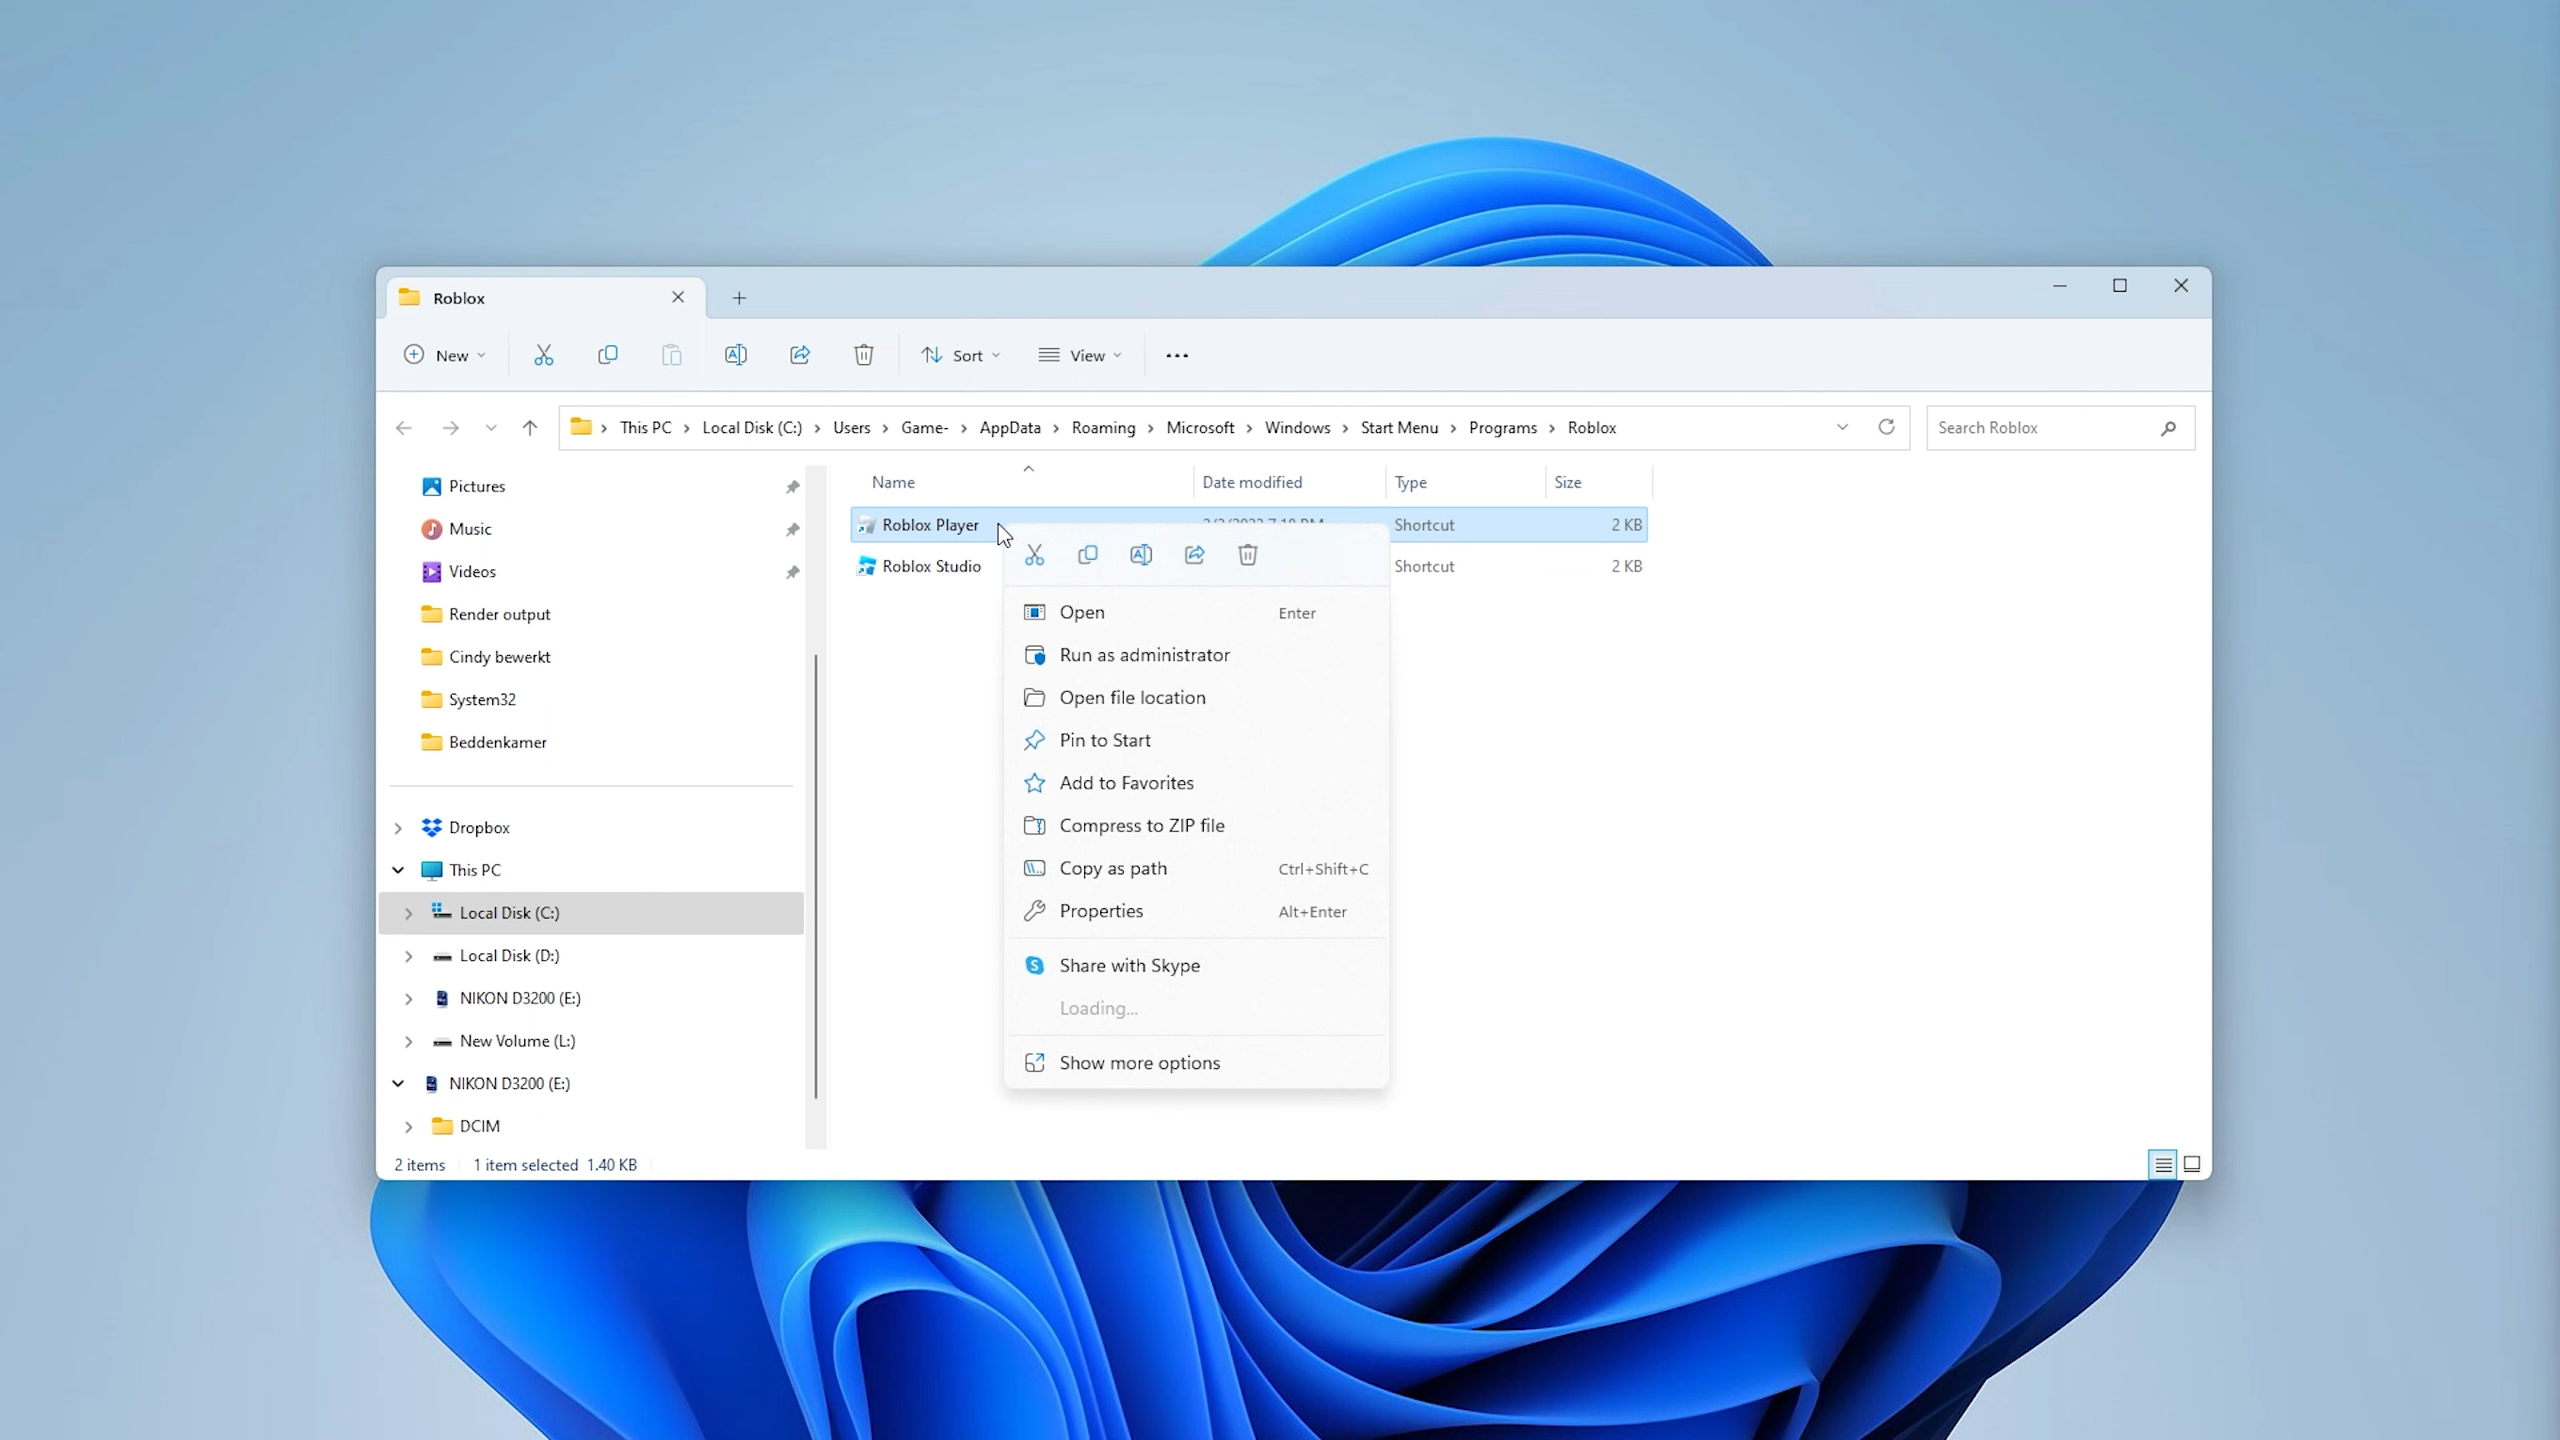 Roblox
New
Sort
View
This PC
Local Disk (C:)
Users
Game-
AppData
Roaming
Microsoft
Windows
Start Menu
Programs
Roblox
Search Roblox
Pictures
Music
Videos
Render output
Cindy bewerkt
System32
Beddenkamer
Dropbox
This PC
Local Disk (C:)
Local Disk (D:)
NIKON D3200 (E:)
New Volume (L:)
NIKON D3200 (E:)
DCIM
Name
Date modified
Type
Size
Roblox Player
Shortcut
2 KB
Roblox Studio
Shortcut
2 KB
Open
Enter
Run as administrator
Open file location
Pin to Start
Add to Favorites
Compress to ZIP file
Copy as path
Ctrl+Shift+C
Properties
Alt+Enter
Share with Skype
Loading...
Show more options
2 items
1 item selected 1.40 KB